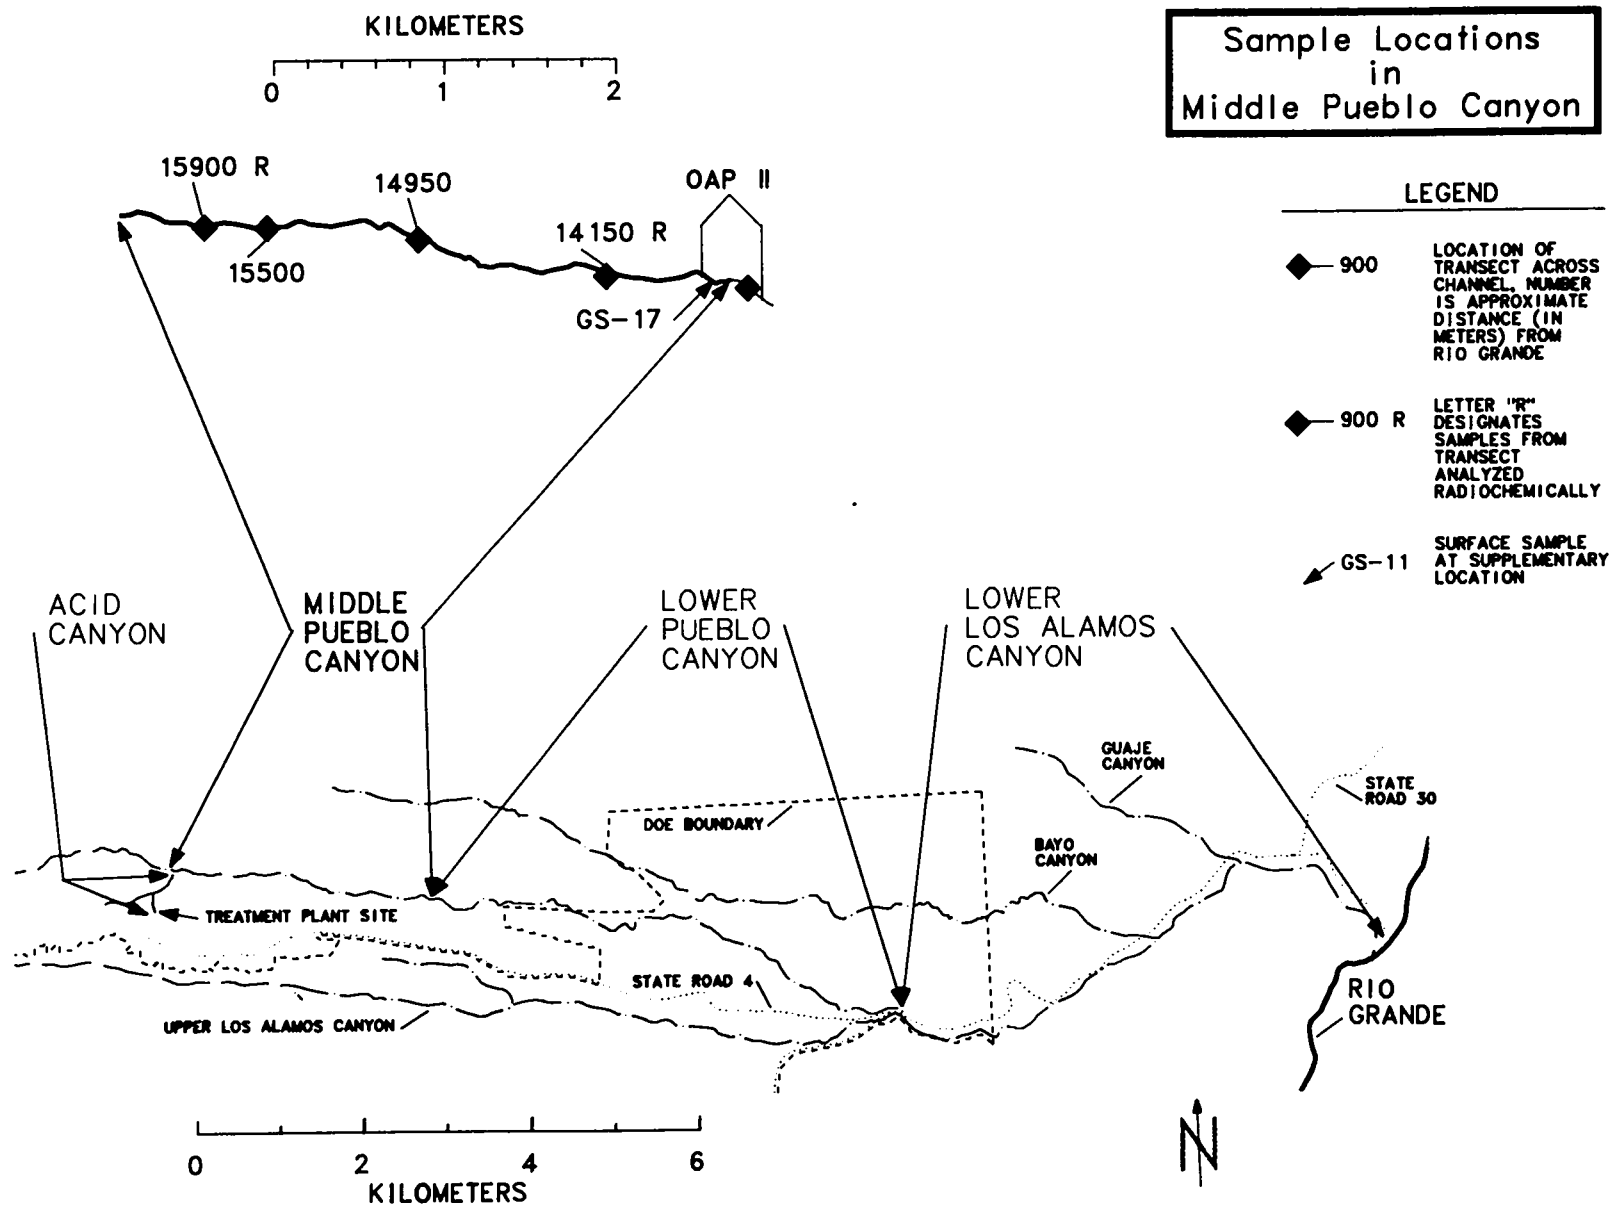 KILOMETERS
0 1 2
Sample Locations
in
Middle Pueblo Canyon
15900 R
14950
OAP II
14150 R
15500
GS-17
LEGEND
900
LOCATION OF
TRANSECT ACROSS
CHANNEL, NUMBER
IS APPROXIMATE
DISTANCE (IN
METERS) FROM
RIO GRANDE
900 R
LETTER "R"
DESIGNATES
SAMPLES FROM
TRANSECT
ANALYZED
RADIOCHEMICALLY
GS-11
SURFACE SAMPLE
AT SUPPLEMENTARY
LOCATION
ACID
CANYON
MIDDLE
PUEBLO
CANYON
LOWER
PUEBLO
CANYON
LOWER
LOS ALAMOS
CANYON
GUAJE
CANYON
STATE
ROAD 30
DOE BOUNDARY
BAYO
CANYON
TREATMENT PLANT SITE
STATE ROAD 4
UPPER LOS ALAMOS CANYON
RIO
GRANDE
N
0 2 4 6
KILOMETERS